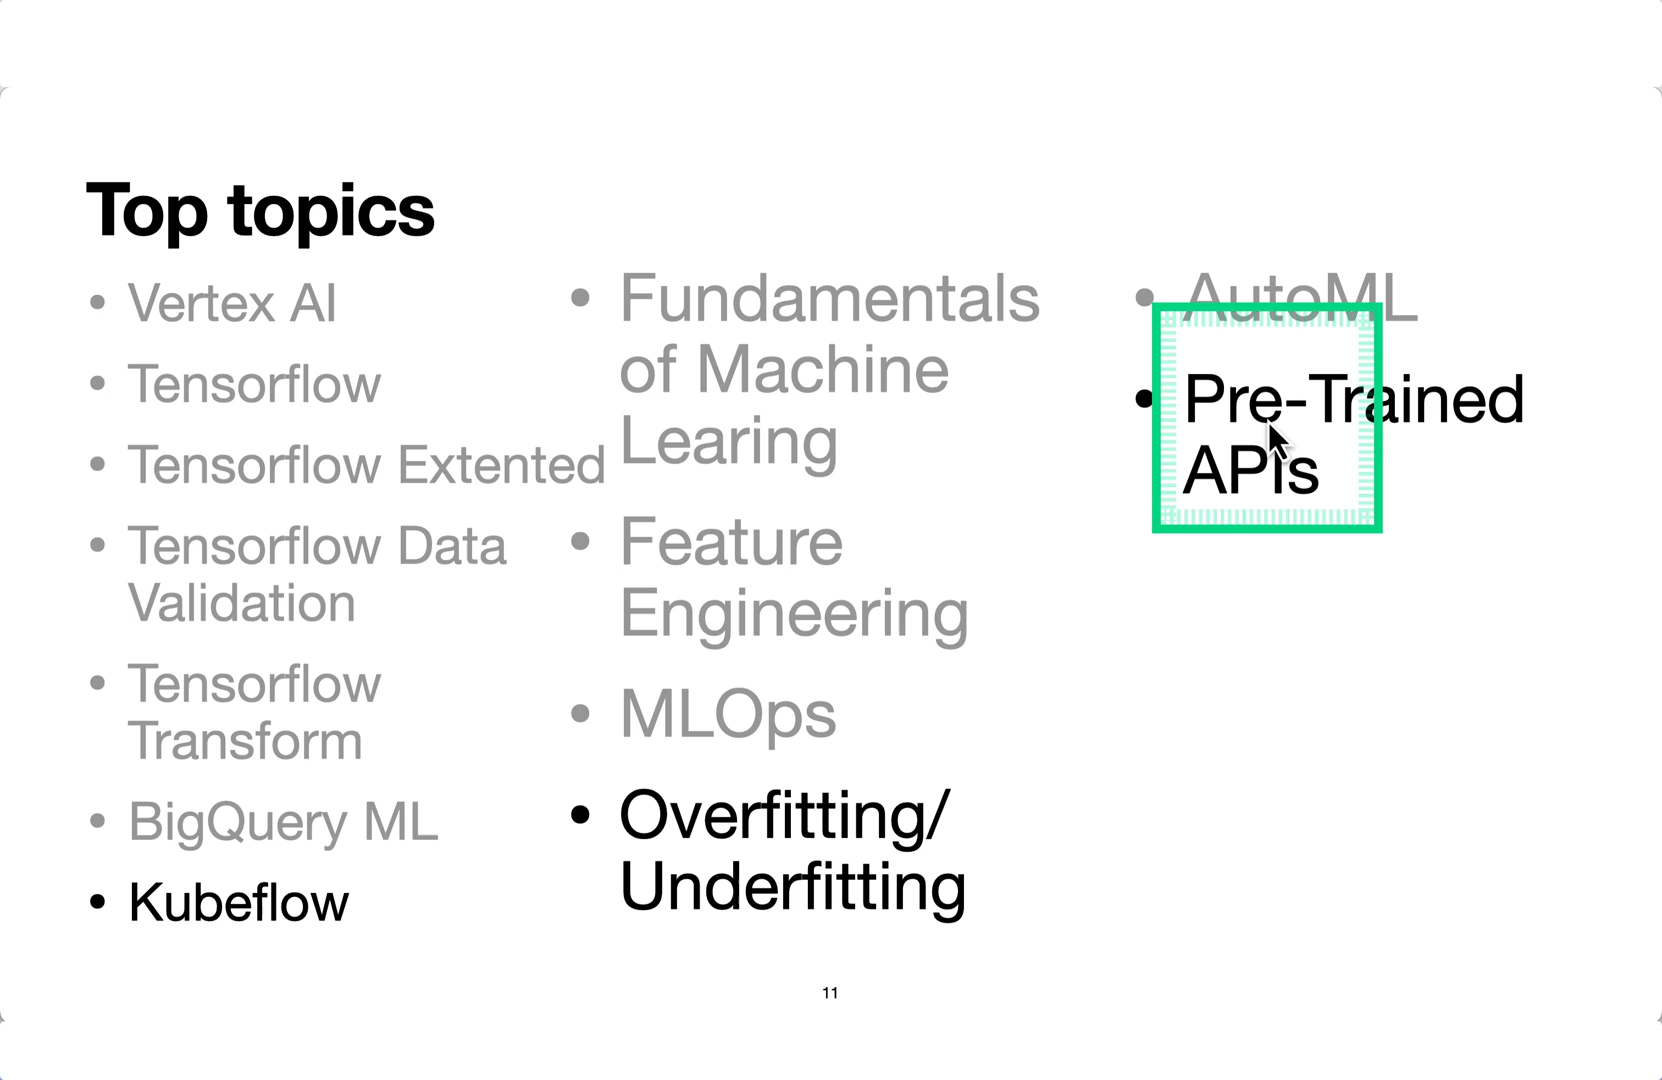 Top topics
• Vertex AI
• Tensorflow
• Tensorflow Extented
• Tensorflow Data
Validation
• Tensorflow
Transform
• BigQuery ML
• Kubeflow
• Fundamentals
of Machine
Learing
• Feature
Engineering
• MLOps
• Overfitting/
Underfitting
• AutoML
• Pre-Trained
APIs
11